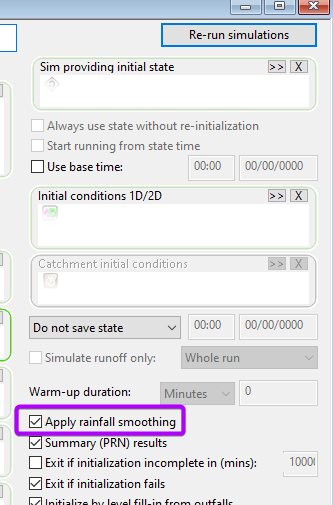 Re-run simulations
Sim providing initial state >> X
Always use state without re-initialization
Start running from state time
Use base time: 00:00 00/00/0000
Initial conditions 1D/2D >> X
Catchment initial conditions >> X
Do not save state 00:00 00/00/0000
Simulate runoff only: Whole run
Warm-up duration: Minutes 0
Apply rainfall smoothing
Summary (PRN) results
Exit if initialization incomplete in (mins): 1000
Exit if initialization fails
Initialize by level fill-in from outfalls